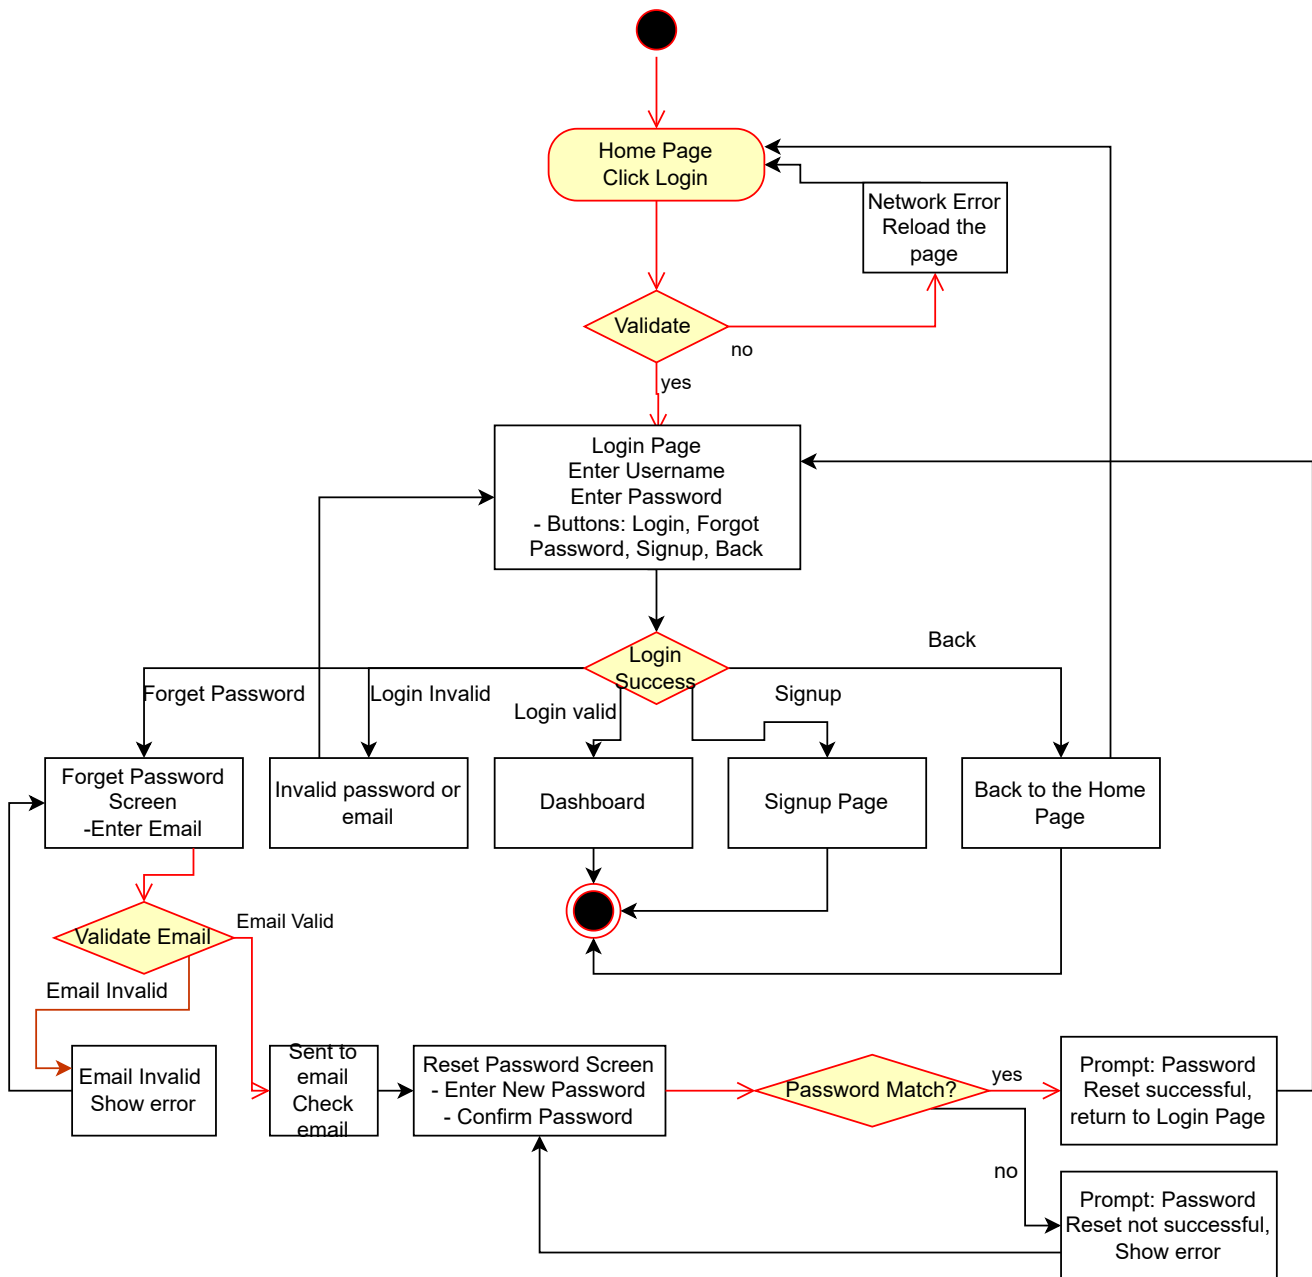 Home Page
Click Login
Network Error
Reload the
page
Validate
no
yes
Login Page
Enter Username
Enter Password
- Buttons: Login, Forgot
Password, Signup, Back
Login
Success
Back
Forget Password
Login Invalid
Login valid
Signup
Forget Password
Screen
-Enter Email
Invalid password or
email
Dashboard
Signup Page
Back to the Home
Page
Validate Email
Email Valid
Email Invalid
Email Invalid
Show error
Sent to
email
Check
email
Reset Password Screen
- Enter New Password
- Confirm Password
Password Match?
yes
Prompt: Password
Reset successful,
return to Login Page
no
Prompt: Password
Reset not successful,
Show error